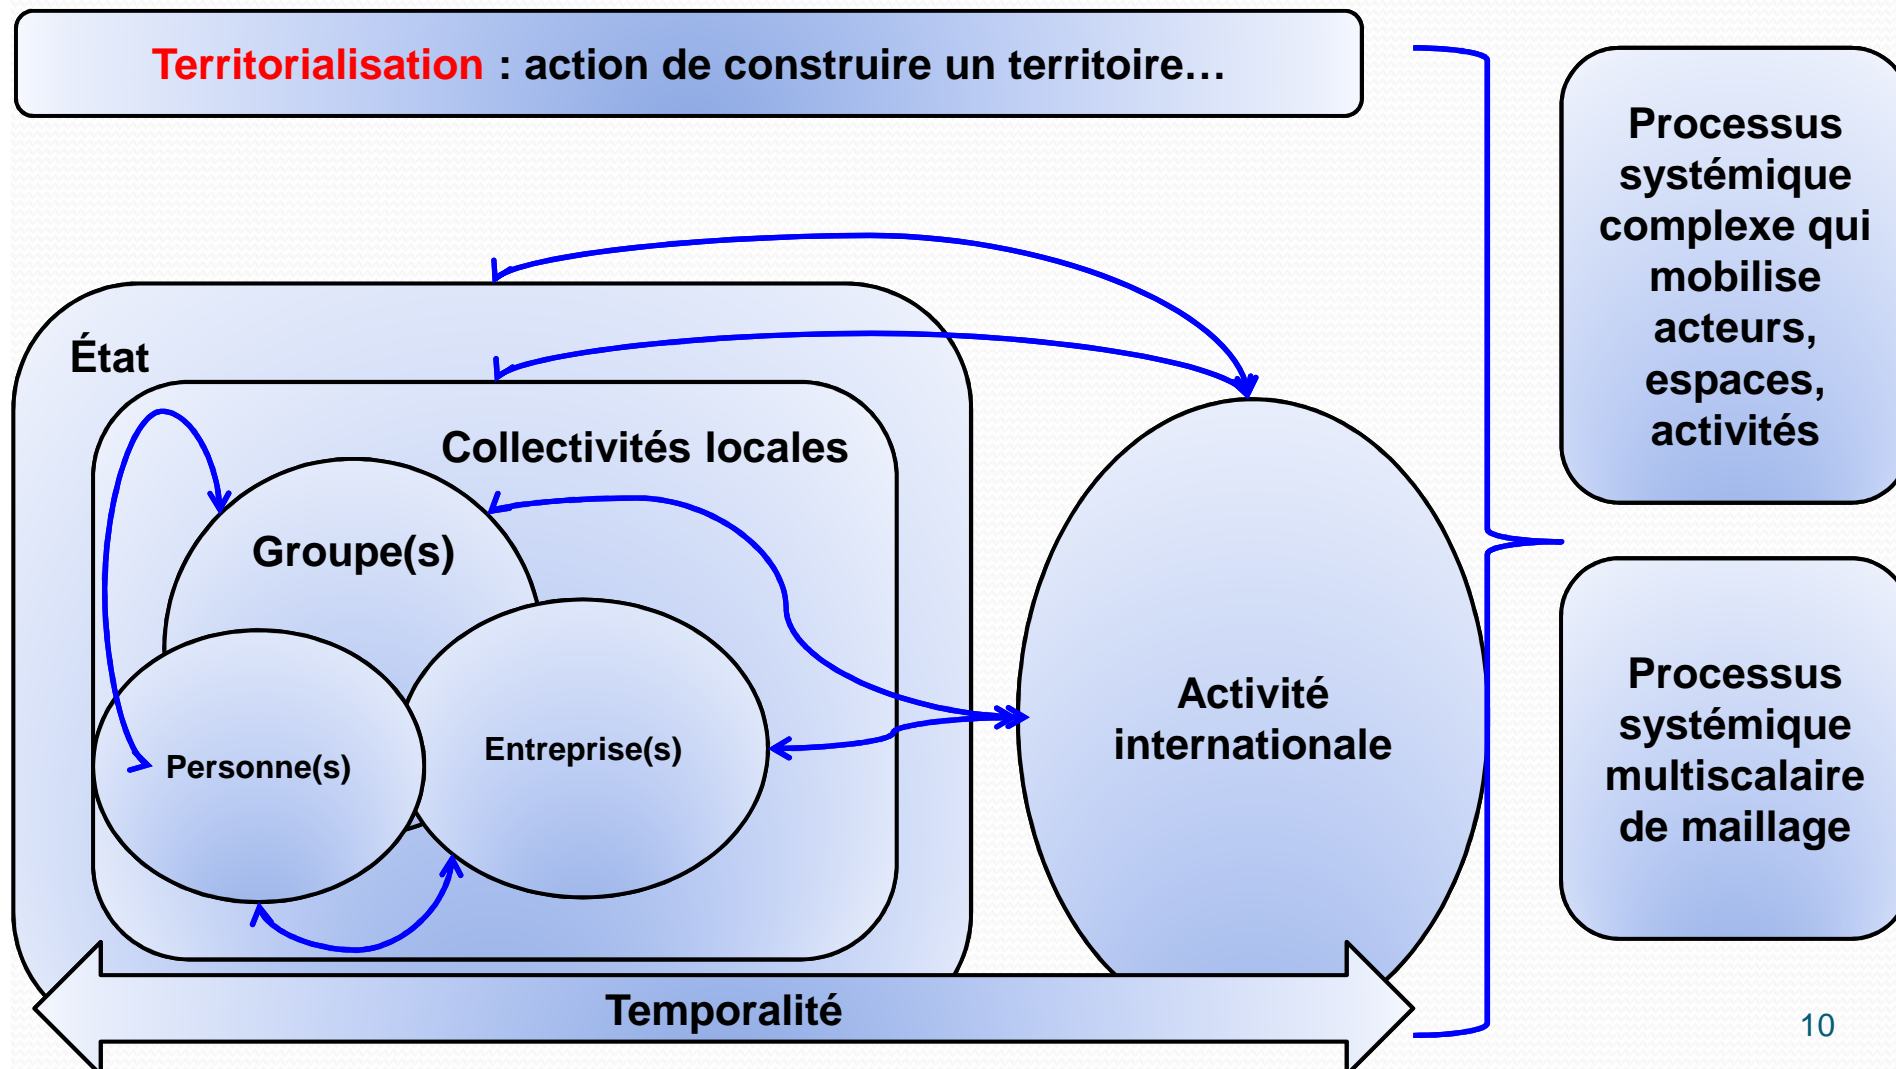 Territorialisation : action de construire un territoire…
État
Collectivités locales
Groupe(s)
Personne(s)
Entreprise(s)
Activité
internationale
Temporalité
Processus
systémique
complexe qui
mobilise
acteurs,
espaces,
activités
Processus
systémique
multiscalaire
de maillage
10